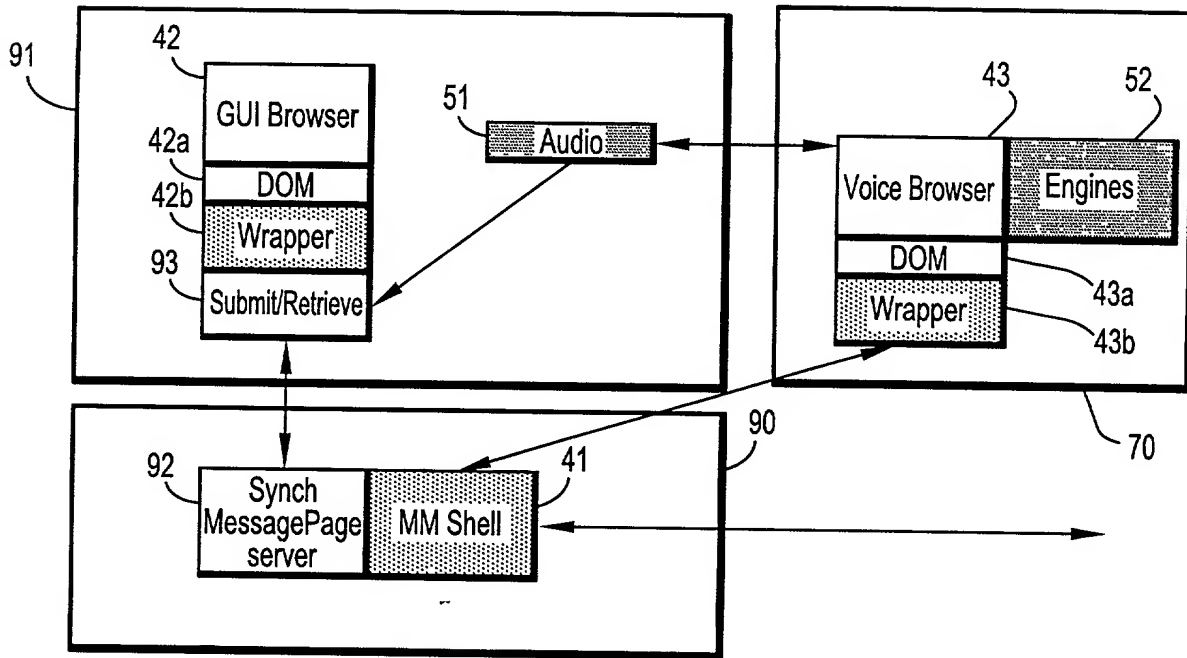 91
42
GUI Browser
42a
DOM
42b
Wrapper
93
Submit/Retrieve
51
Audio
43
52
Voice Browser
Engines
DOM
43a
Wrapper
43b
70
90
92
Synch
MessagePage
server
41
MM Shell